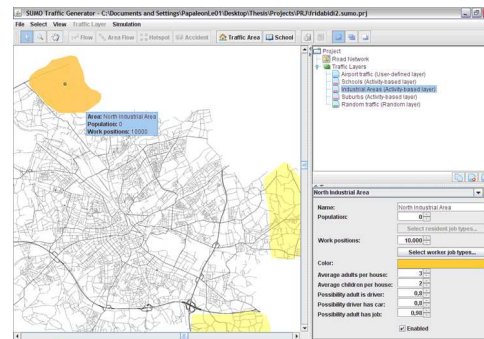 SUMO Traffic Generator - C:\Documents and Settings\PapaleonLe01\Desktop\Thesis\Projects\PRJ\fridabidi2.sumo.prj
File Select View Traffic Layer Simulation
Flow Area Flow Hotspot Accident Traffic Area School
Project
Road Network
Traffic Layers
Airport traffic (User-defined layer)
Schools (Activity-based layer)
Industrial Areas (Activity-based layer)
Suburbs (Activity-based layer)
Random traffic (Random layer)
Area: North Industrial Area
Population: 0
Work positions: 10000
North Industrial Area
Name: North Industrial Area
Population: 0
Select resident job types...
Work positions: 10.000
Select worker job types...
Color:
Average adults per house: 3
Average children per house: 2
Possibility adult is driver: 0,8
Possibility driver has car: 0,8
Possibility adult has job: 0,98
Enabled